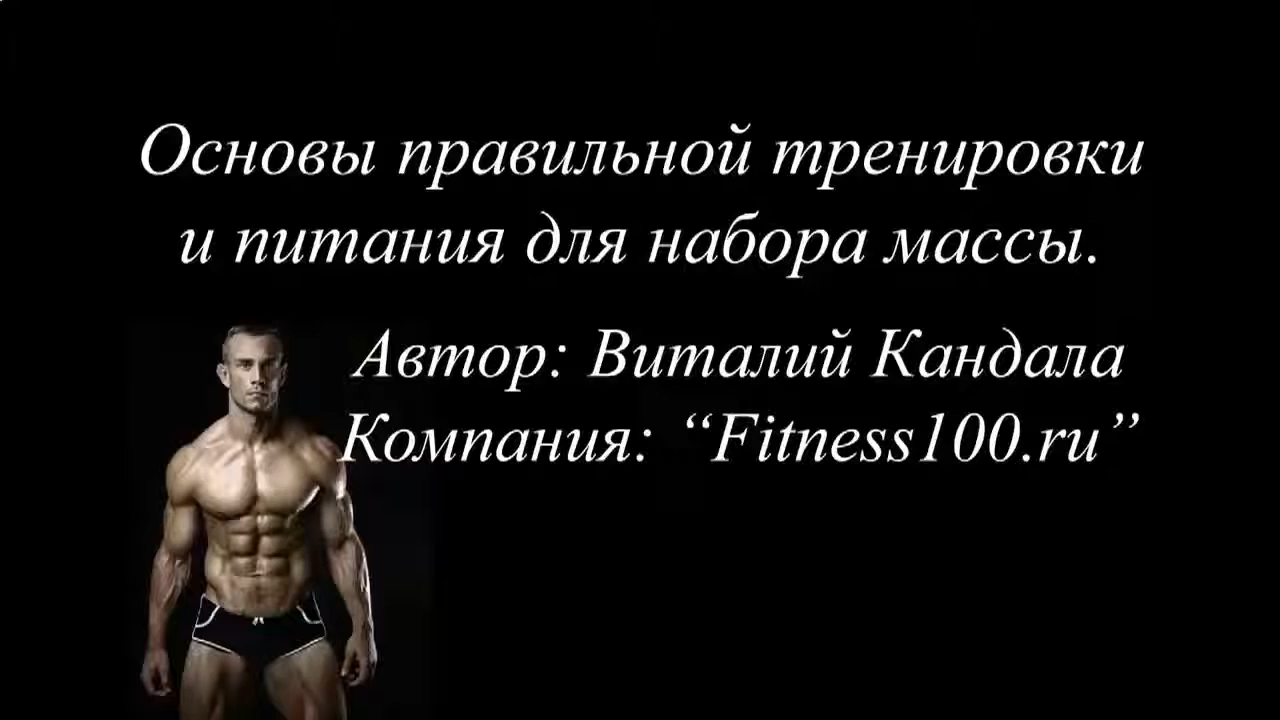 Основы правильной тренировки
и питания для набора массы.
Автор: Виталий Кандала
Компания: “Fitness100.ru”